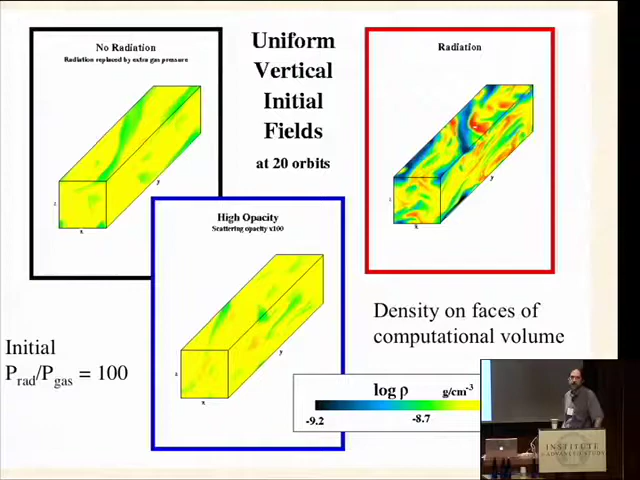 No Radiation
Radiation replaced by extra gas pressure
Uniform
Vertical
Initial
Fields
at 20 orbits
Radiation
z
x
y
z
x
y
High Opacity
Scattering opacity x100
z
x
y
Density on faces of
computational volume
Initial
Prad/Pgas = 100
log ρ
g/cm-3
-9.2
-8.7
INSTITUTE
ADVANCED STUDY